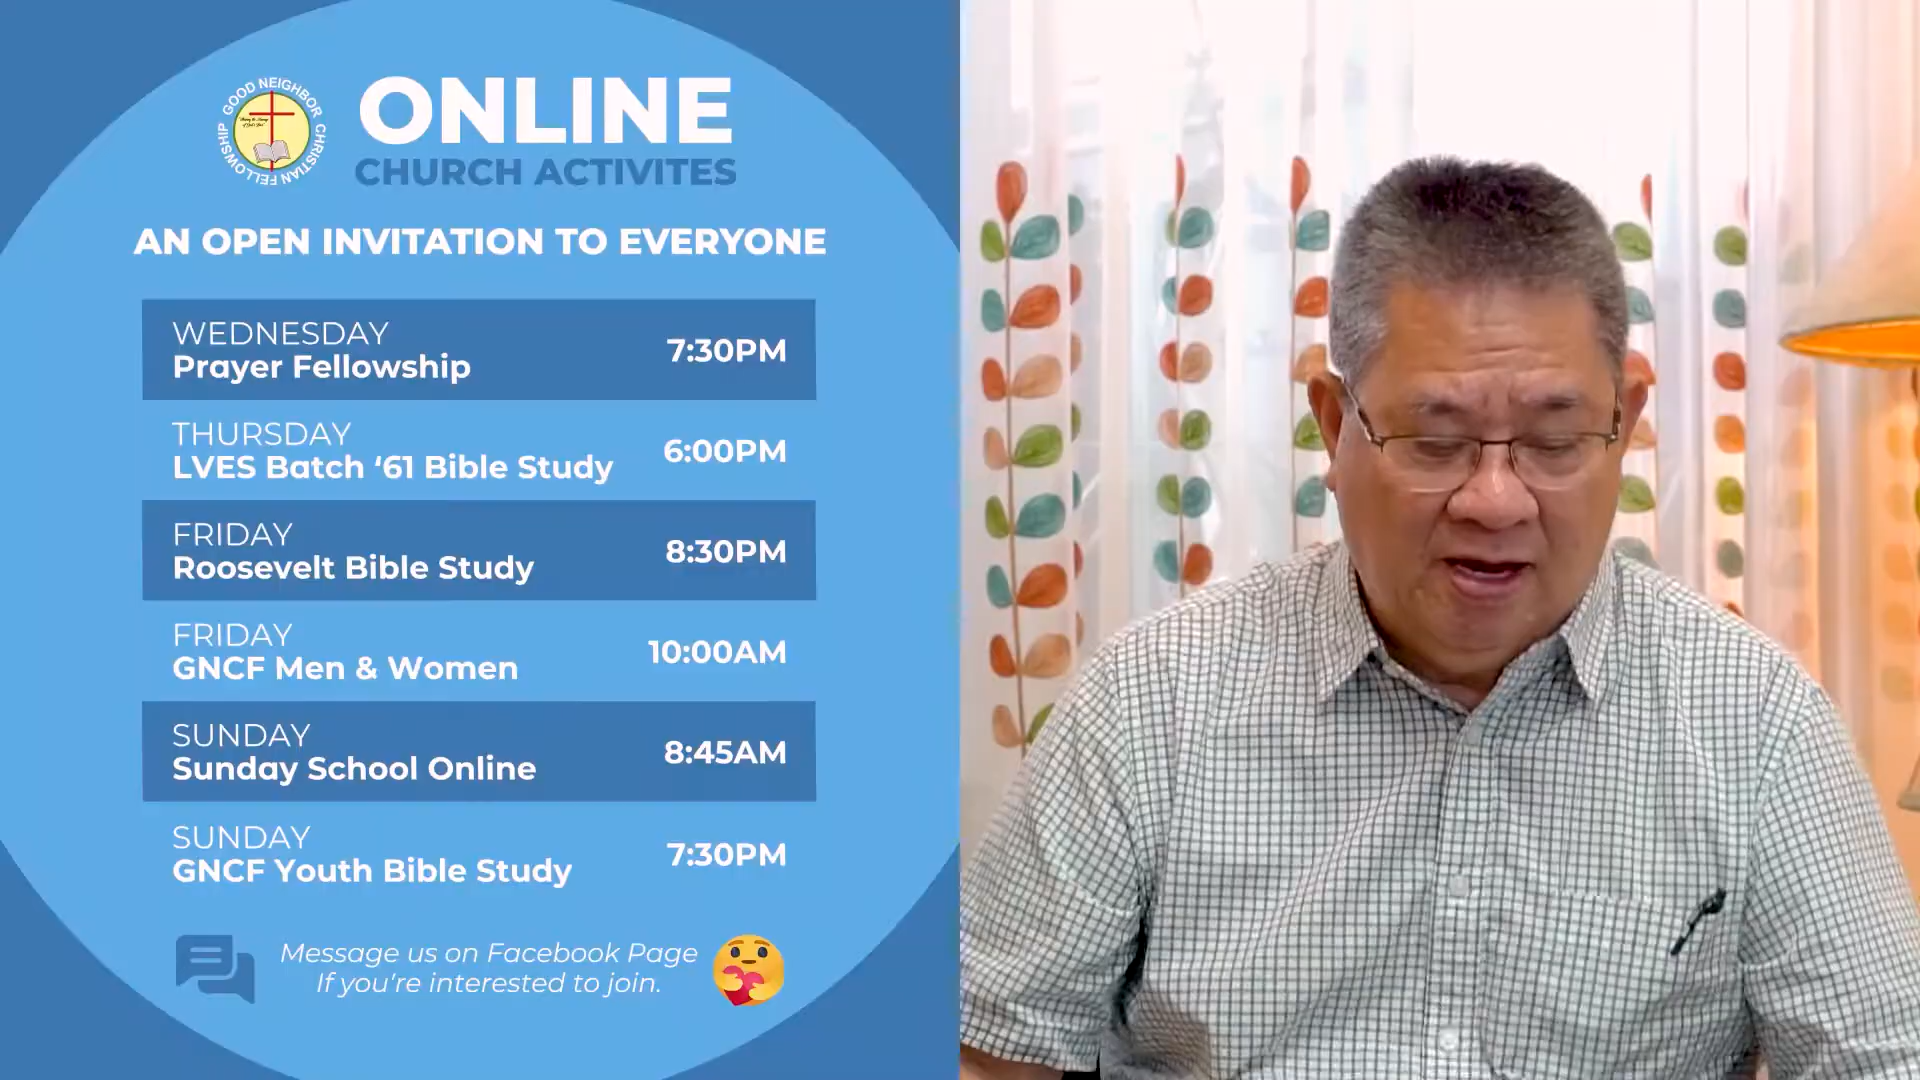 GOOD NEIGHBOR CHRISTIAN FELLOWSHIP
ONLINE
CHURCH ACTIVITES
AN OPEN INVITATION TO EVERYONE
WEDNESDAY
Prayer Fellowship 7:30PM
THURSDAY
LVES Batch ‘61 Bible Study 6:00PM
FRIDAY
Roosevelt Bible Study 8:30PM
FRIDAY
GNCF Men & Women 10:00AM
SUNDAY
Sunday School Online 8:45AM
SUNDAY
GNCF Youth Bible Study 7:30PM
Message us on Facebook Page
If you're interested to join.